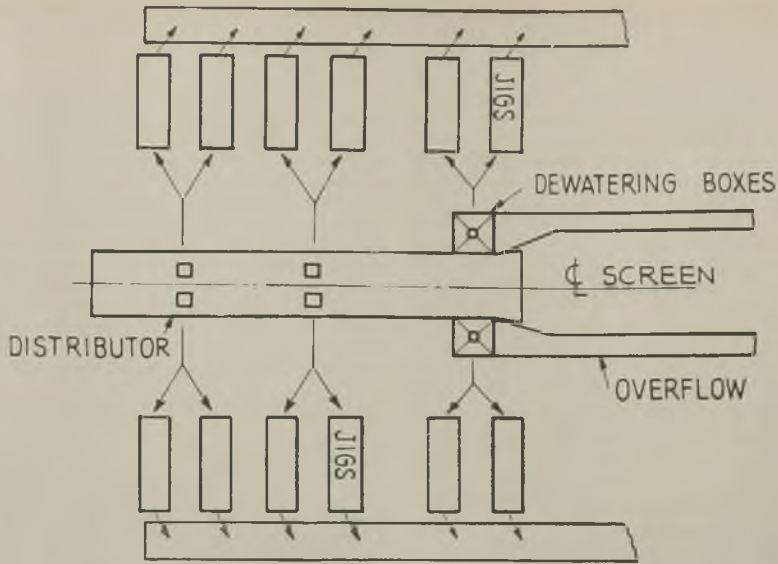 JIGS
DEWATERING BOXES
℄ SCREEN
DISTRIBUTOR
OVERFLOW
JIGS